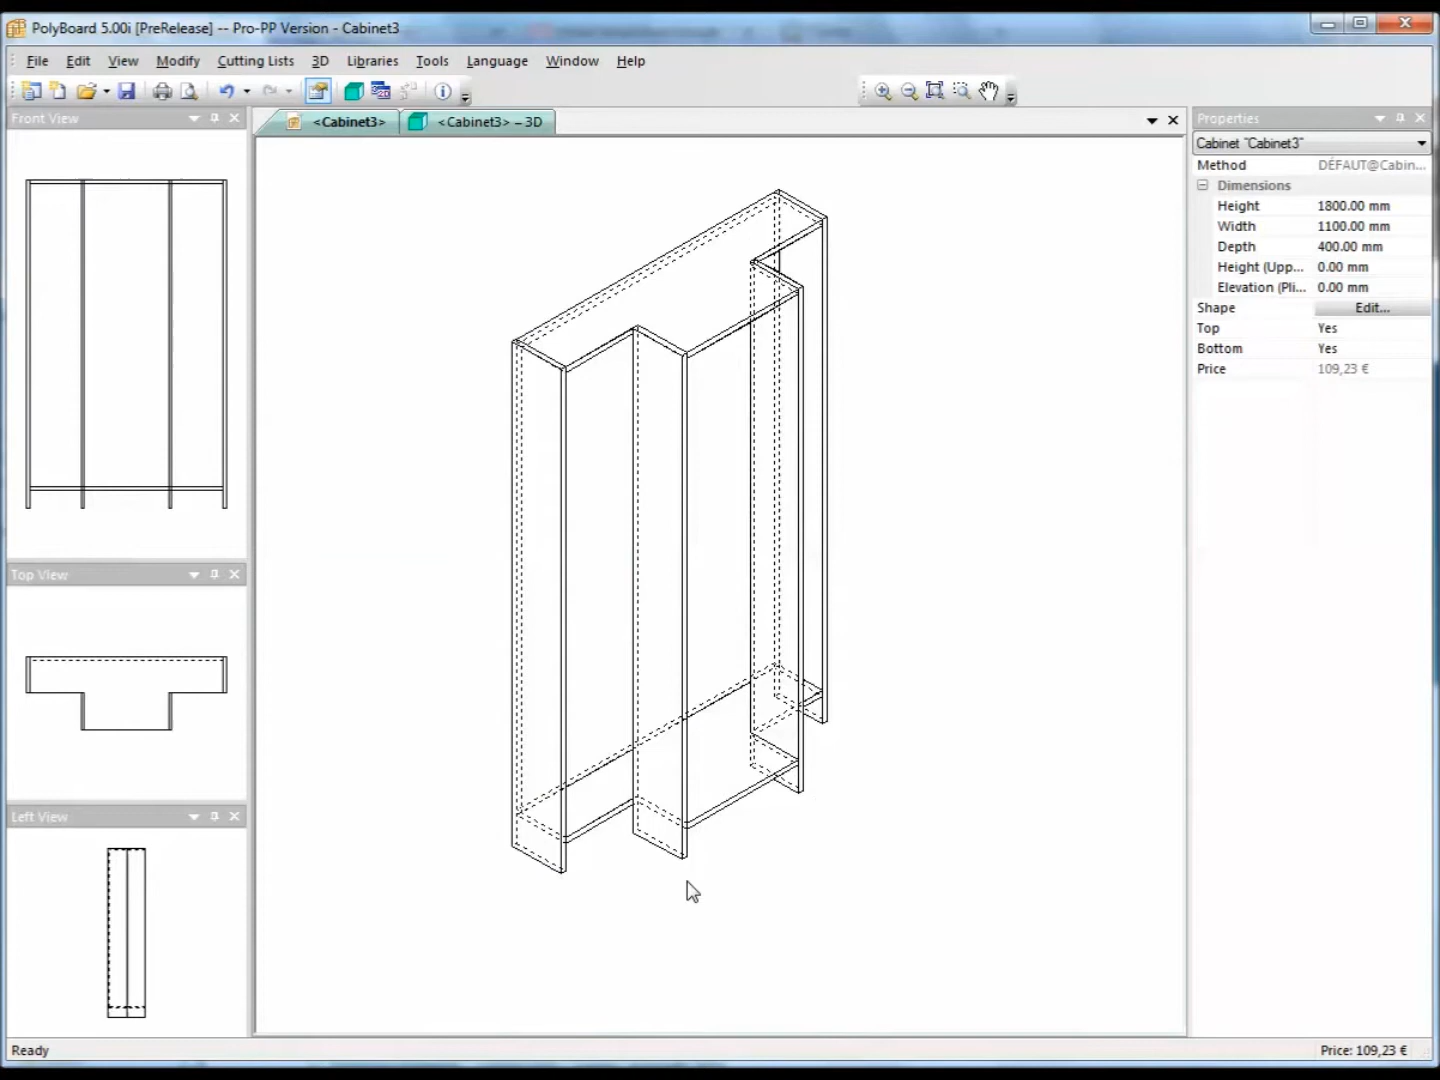 PolyBoard 5.00i [PreRelease] -- Pro-PP Version - Cabinet3
File Edit View Modify Cutting Lists 3D Libraries Tools Language Window Help
Front View
<Cabinet3>
<Cabinet3> – 3D
Properties
Cabinet "Cabinet3"
Method DÉFAUT@Cabin...
Dimensions
Height 1800.00 mm
Width 1100.00 mm
Depth 400.00 mm
Height (Upp... 0.00 mm
Elevation (Pli... 0.00 mm
Shape Edit...
Top Yes
Bottom Yes
Price 109,23 €
Top View
Left View
Ready
Price: 109,23 €